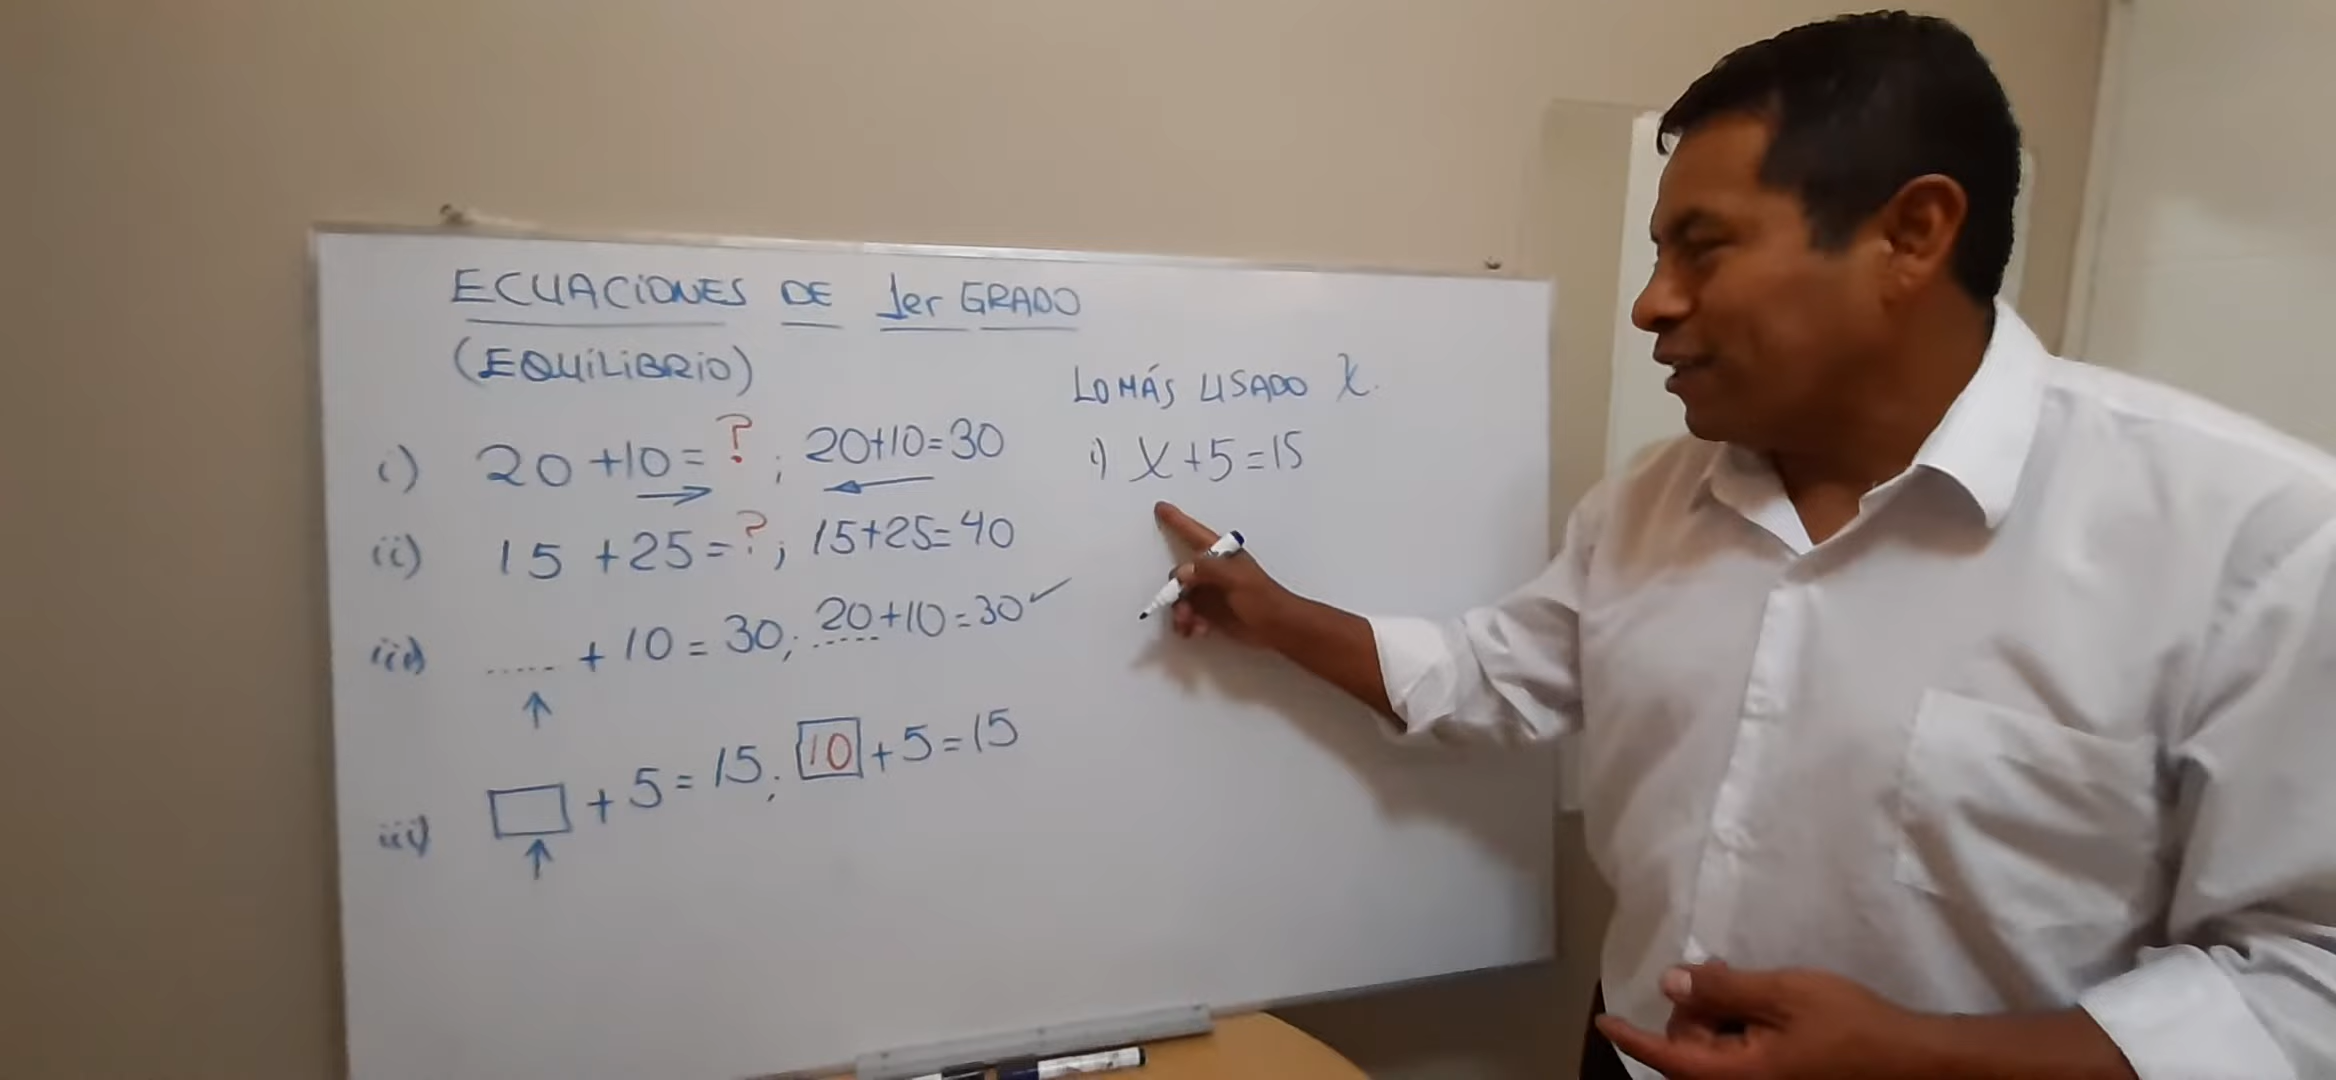 ECUACIONES DE 1er GRADO
(EQUILIBRIO)
i) 20 +10 = ? ; 20+10=30
ii) 15 +25 = ? ; 15+25=40
iii) ..... + 10 = 30; 20+10=30 ✓
↑
iiii) □ + 5 = 15; 10 + 5 = 15
↑
LO MÁS USADO X.
i) X + 5 = 15